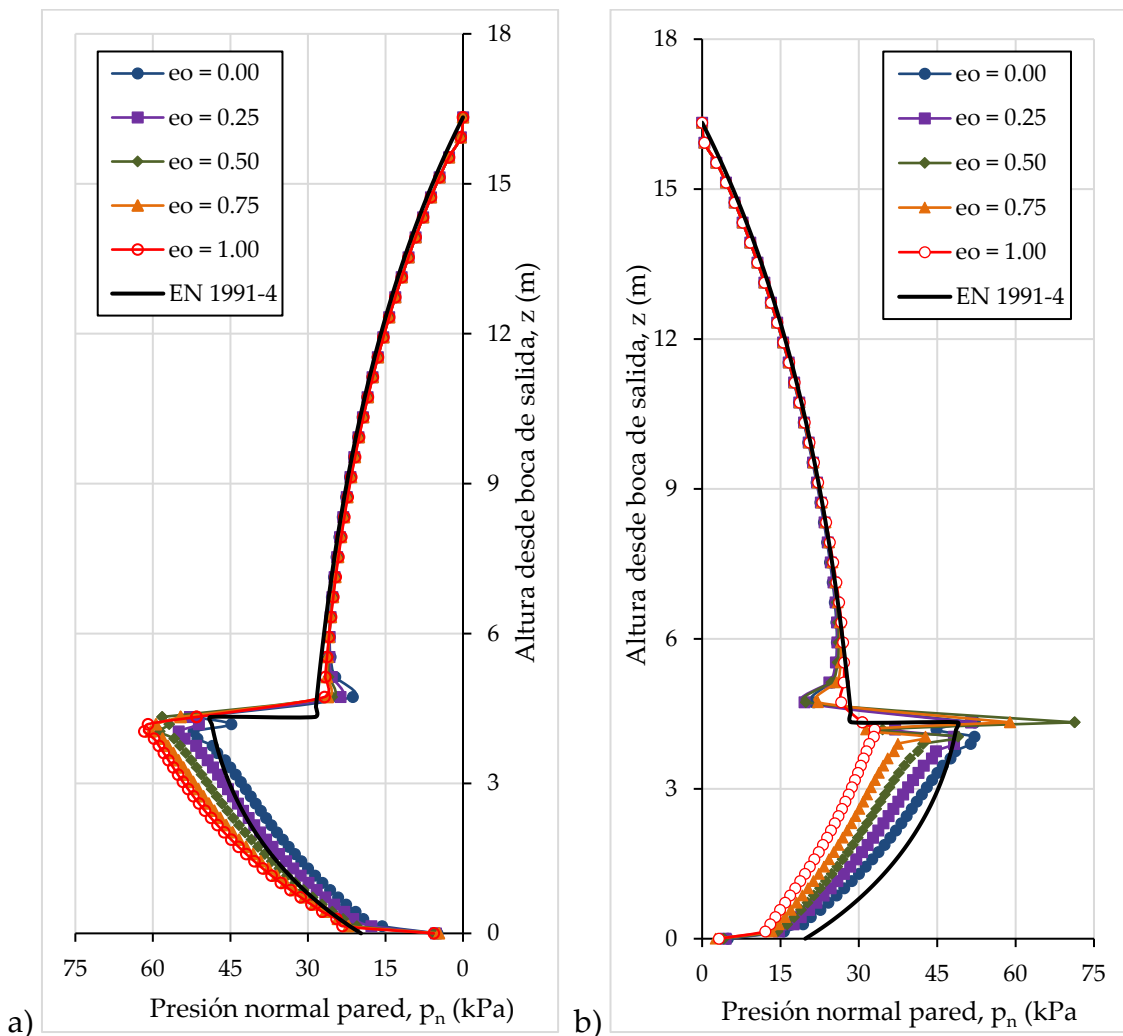 18
eo = 0.00
eo = 0.25
eo = 0.50
eo = 0.75
eo = 1.00
EN 1991-4
15
12
9
6
3
0
Altura desde boca de salida, z (m)
75 60 45 30 15 0
Presión normal pared, pn (kPa)
a)
18
eo = 0.00
eo = 0.25
eo = 0.50
eo = 0.75
eo = 1.00
EN 1991-4
15
12
9
6
3
0
Altura desde boca de salida, z (m)
0 15 30 45 60 75
Presión normal pared, pn (kPa
b)